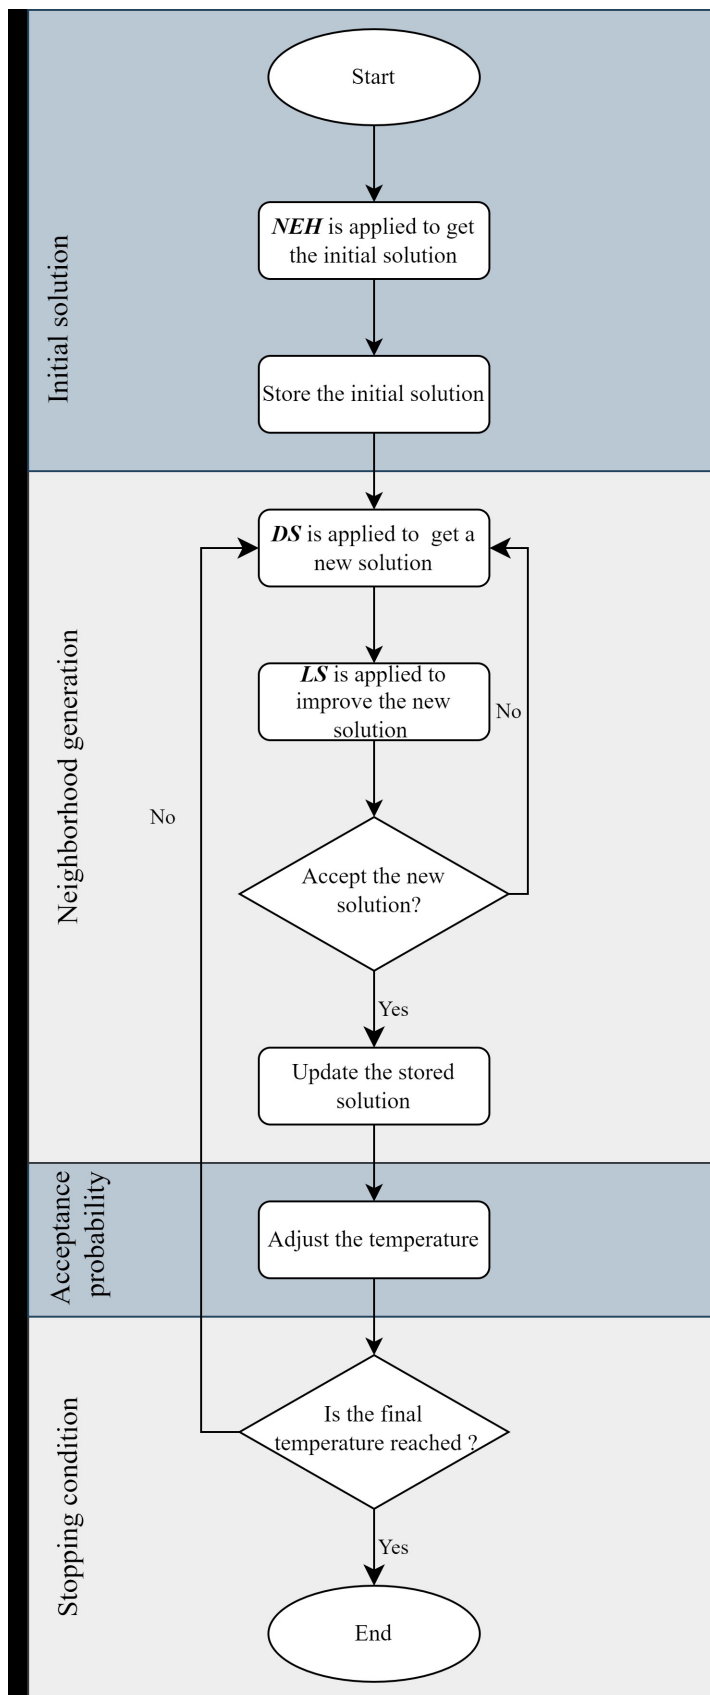 Start
Initial solution
NEH is applied to get
the initial solution
Store the initial solution
Neighborhood generation
DS is applied to  get a
new solution
LS is applied to
improve the new
solution
No
No
Accept the new
solution?
Yes
Update the stored
solution
Acceptance
probability
Adjust the temperature
Stopping condition
Is the final
temperature reached ?
Yes
End